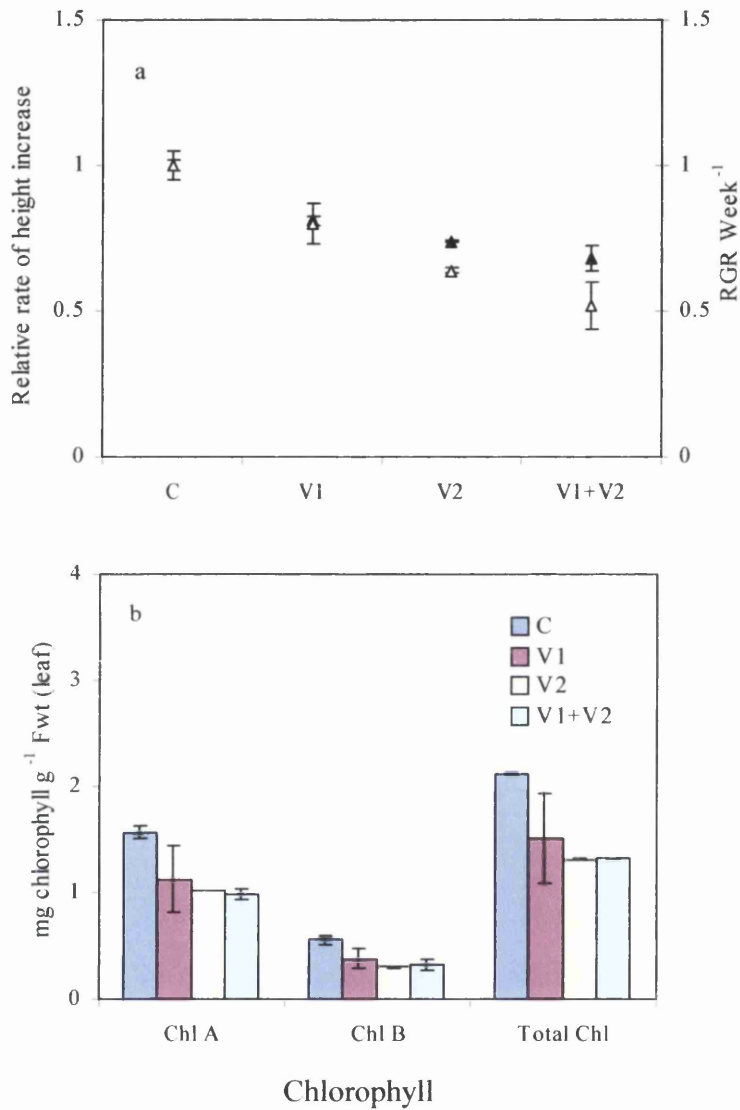 1.5
1
0.5
0
Relative rate of height increase
a
1.5
1
0.5
0
RGR Week⁻¹
C V1 V2 V1+V2
4
3
2
1
0
mg chlorophyll g⁻¹ Fwt (leaf)
b
C
V1
V2
V1+V2
Chl A Chl B Total Chl
Chlorophyll